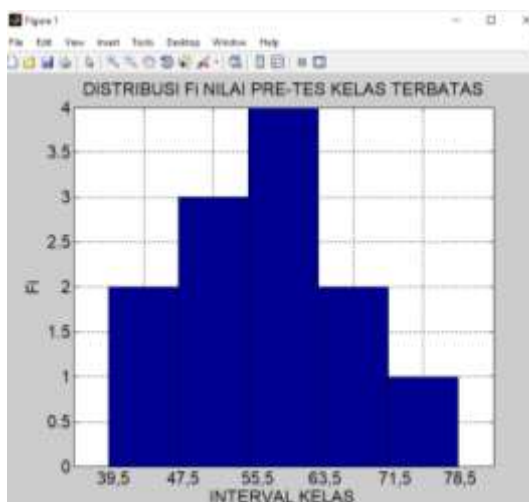 Figure 1
File Edit View Insert Tools Desktop Window Help
DISTRIBUSI Fi NILAI PRE-TES KELAS TERBATAS
4
3.5
3
2.5
2
1.5
1
0.5
0
Fi
39,5 47,5 55,5 63,5 71,5 78,5
INTERVAL KELAS